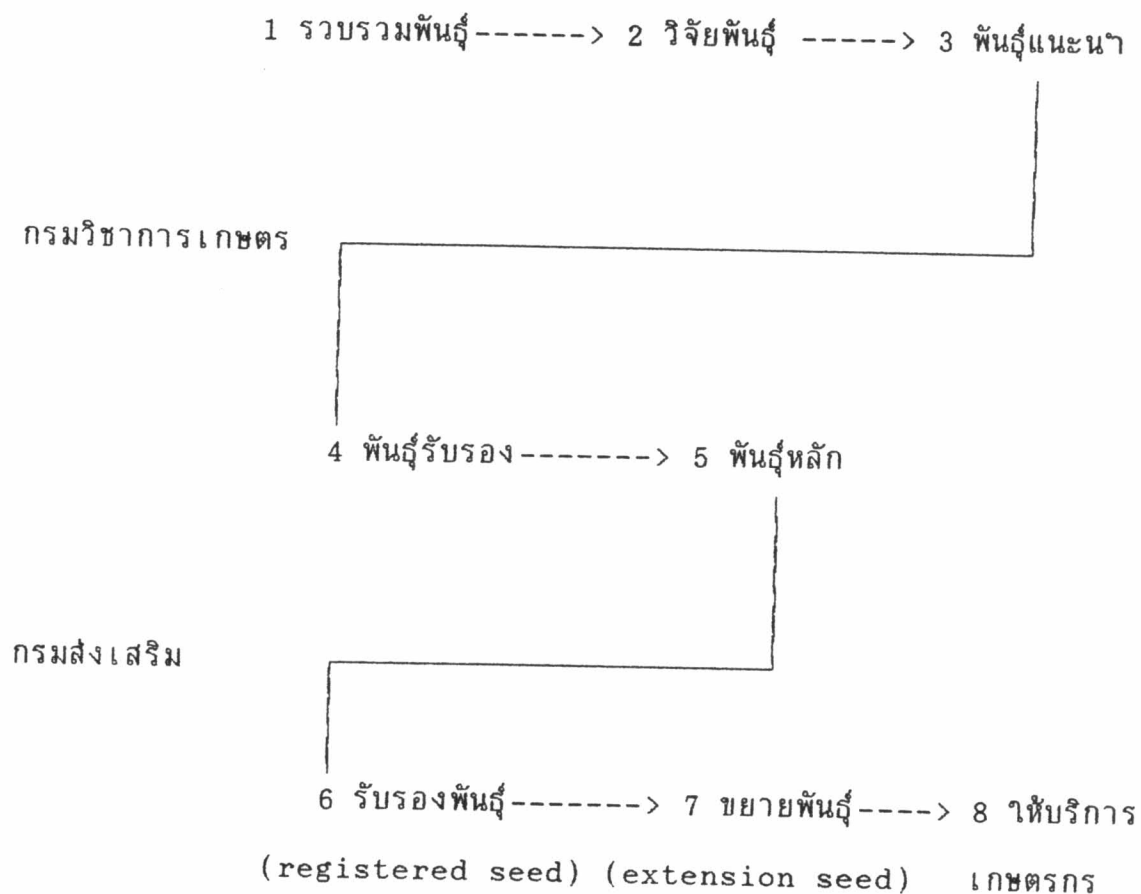 1 รวบรวมพันธุ์------> 2 วิจัยพันธุ์ -----> 3 พันธุ์แนะนำ
กรมวิชาการเกษตร
4 พันธุ์รับรอง-------> 5 พันธุ์หลัก
กรมส่งเสริม
6 รับรองพันธุ์-------> 7 ขยายพันธุ์----> 8 ให้บริการ
(registered seed) (extension seed) เกษตรกร